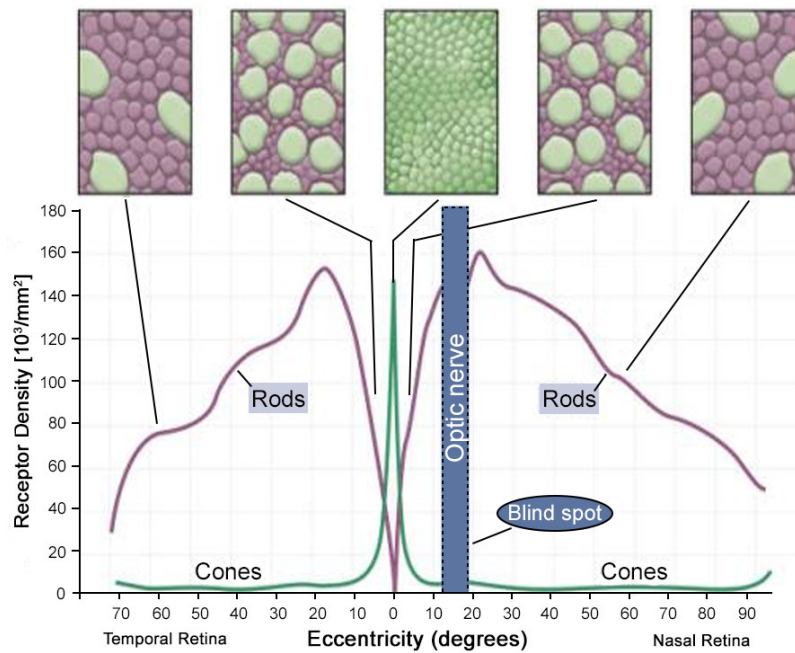 180
160
140
120
100
80
60
40
20
0
Receptor Density [10³/mm²]
Rods
Rods
Optic nerve
Blind spot
Cones
Cones
70 60 50 40 30 20 10 0 10 20 30 40 50 60 70 80 90
Temporal Retina
Eccentricity (degrees)
Nasal Retina